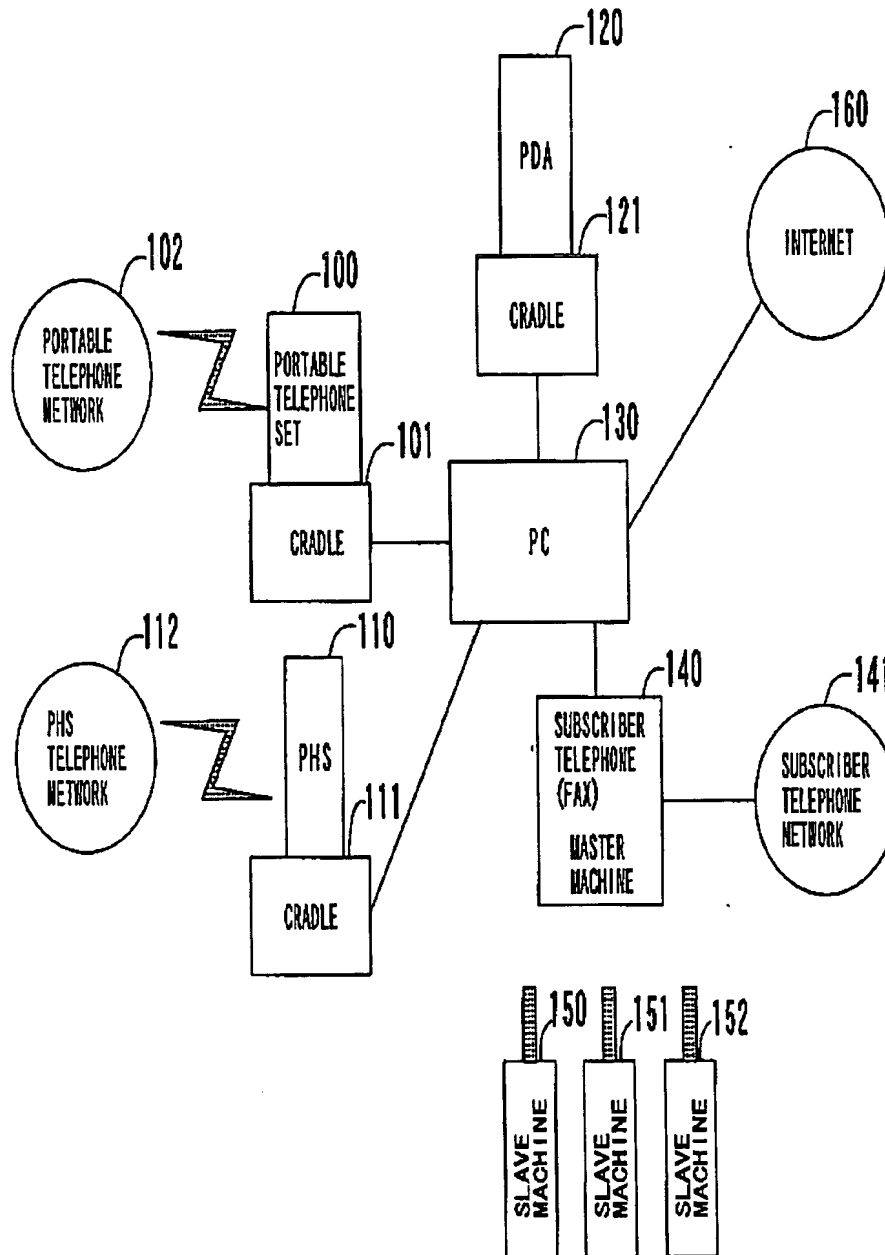 120
PDA
121
CRADLE
160
INTERNET
102
PORTABLE
TELEPHONE
NETWORK
100
PORTABLE
TELEPHONE
SET
101
CRADLE
130
PC
112
PHS
TELEPHONE
NETWORK
110
PHS
111
CRADLE
140
SUBSCRIBER
TELEPHONE
(FAX)
MASTER
MACHINE
141
SUBSCRIBER
TELEPHONE
NETWORK
150
SLAVE
MACHINE
151
SLAVE
MACHINE
152
SLAVE
MACHINE